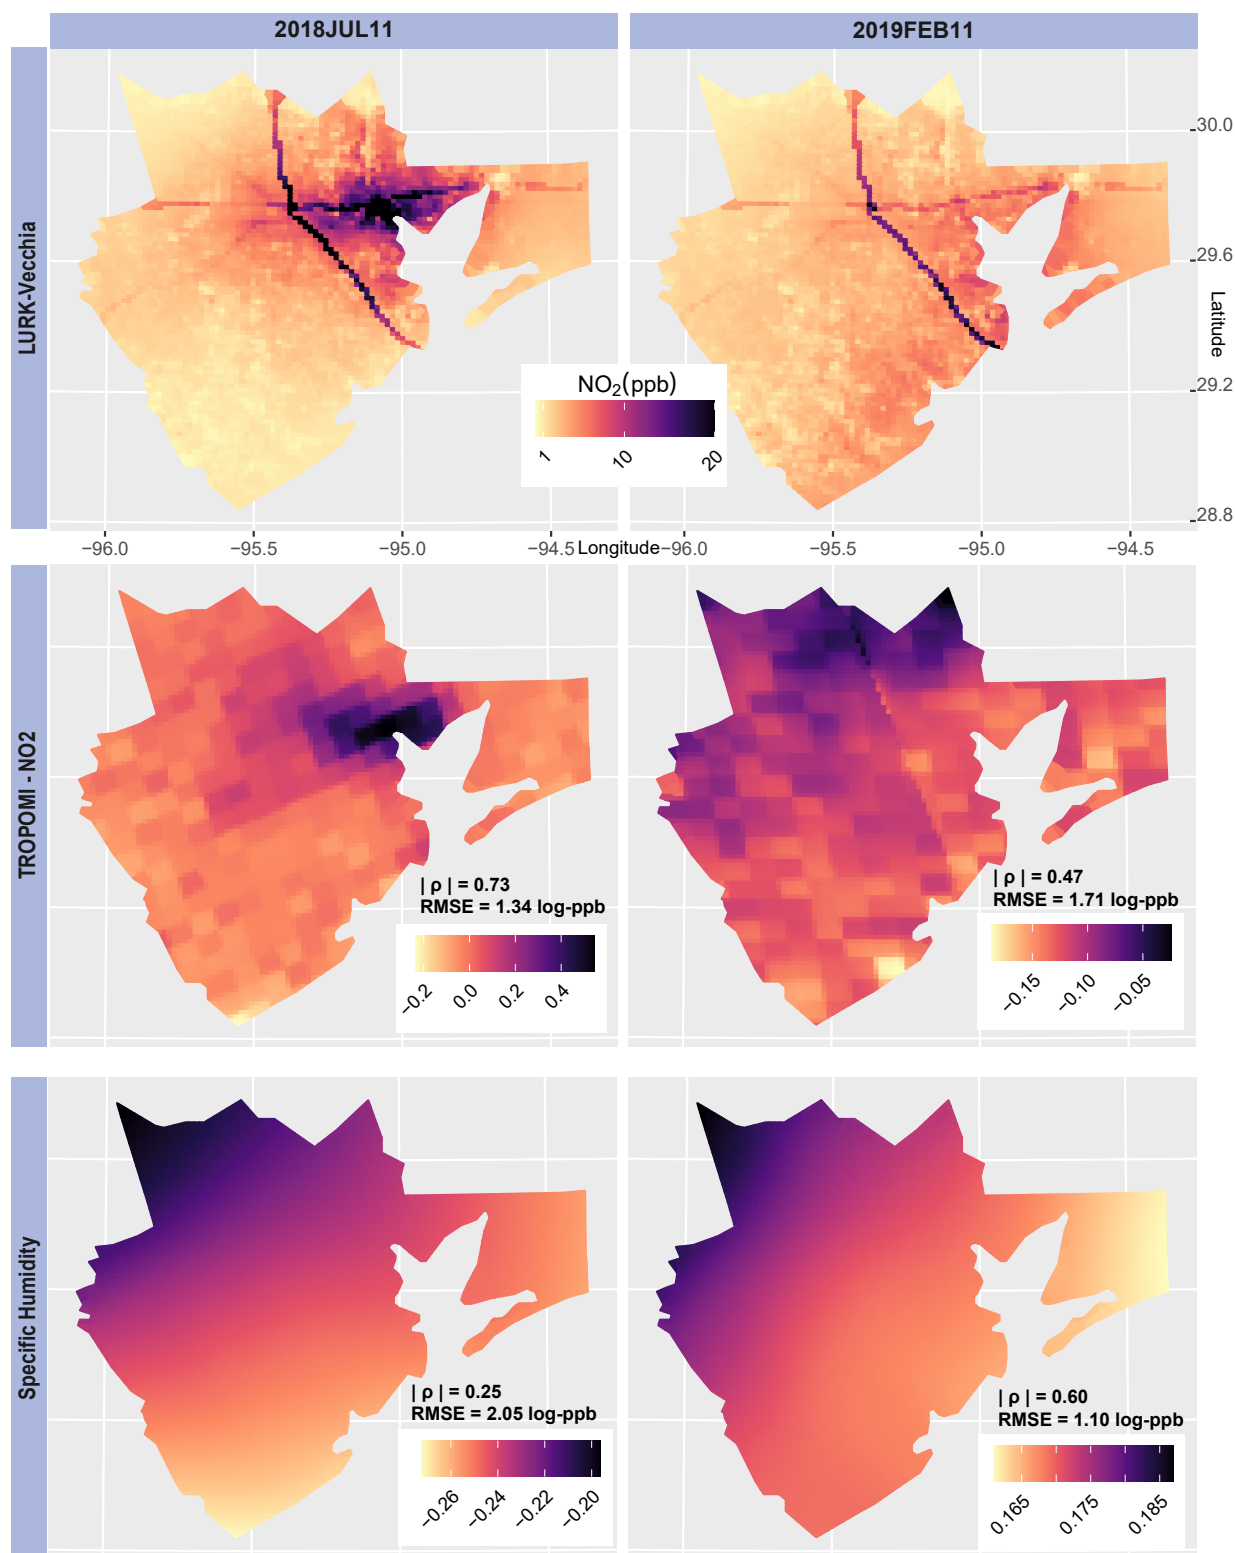 2018JUL11
2019FEB11
LURK-Vecchia
30.0
29.6
29.2
28.8
Latitude
NO₂(ppb)
1
10
20
−96.0
−95.5
−95.0
−94.5
Longitude
−96.0
−95.5
−95.0
−94.5
TROPOMI - NO2
| ρ | = 0.73
RMSE = 1.34 log-ppb
−0.2
0.0
0.2
0.4
| ρ | = 0.47
RMSE = 1.71 log-ppb
−0.15
−0.10
−0.05
Specific Humidity
| ρ | = 0.25
RMSE = 2.05 log-ppb
−0.26
−0.24
−0.22
−0.20
| ρ | = 0.60
RMSE = 1.10 log-ppb
0.165
0.175
0.185